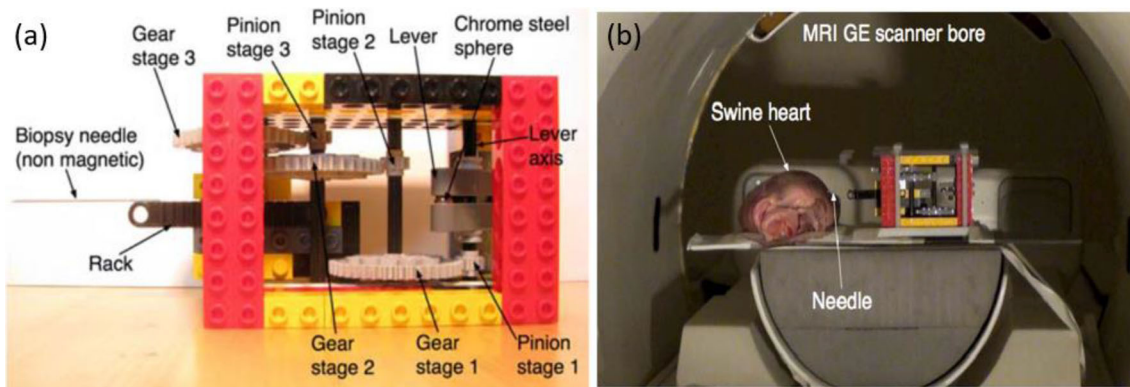 (a)
Gear
stage 3
Pinion
stage 3
Pinion
stage 2
Lever
Chrome steel
sphere
Biopsy needle
(non magnetic)
Lever
axis
Rack
Gear
stage 2
Gear
stage 1
Pinion
stage 1
(b)
MRI GE scanner bore
Swine heart
Needle